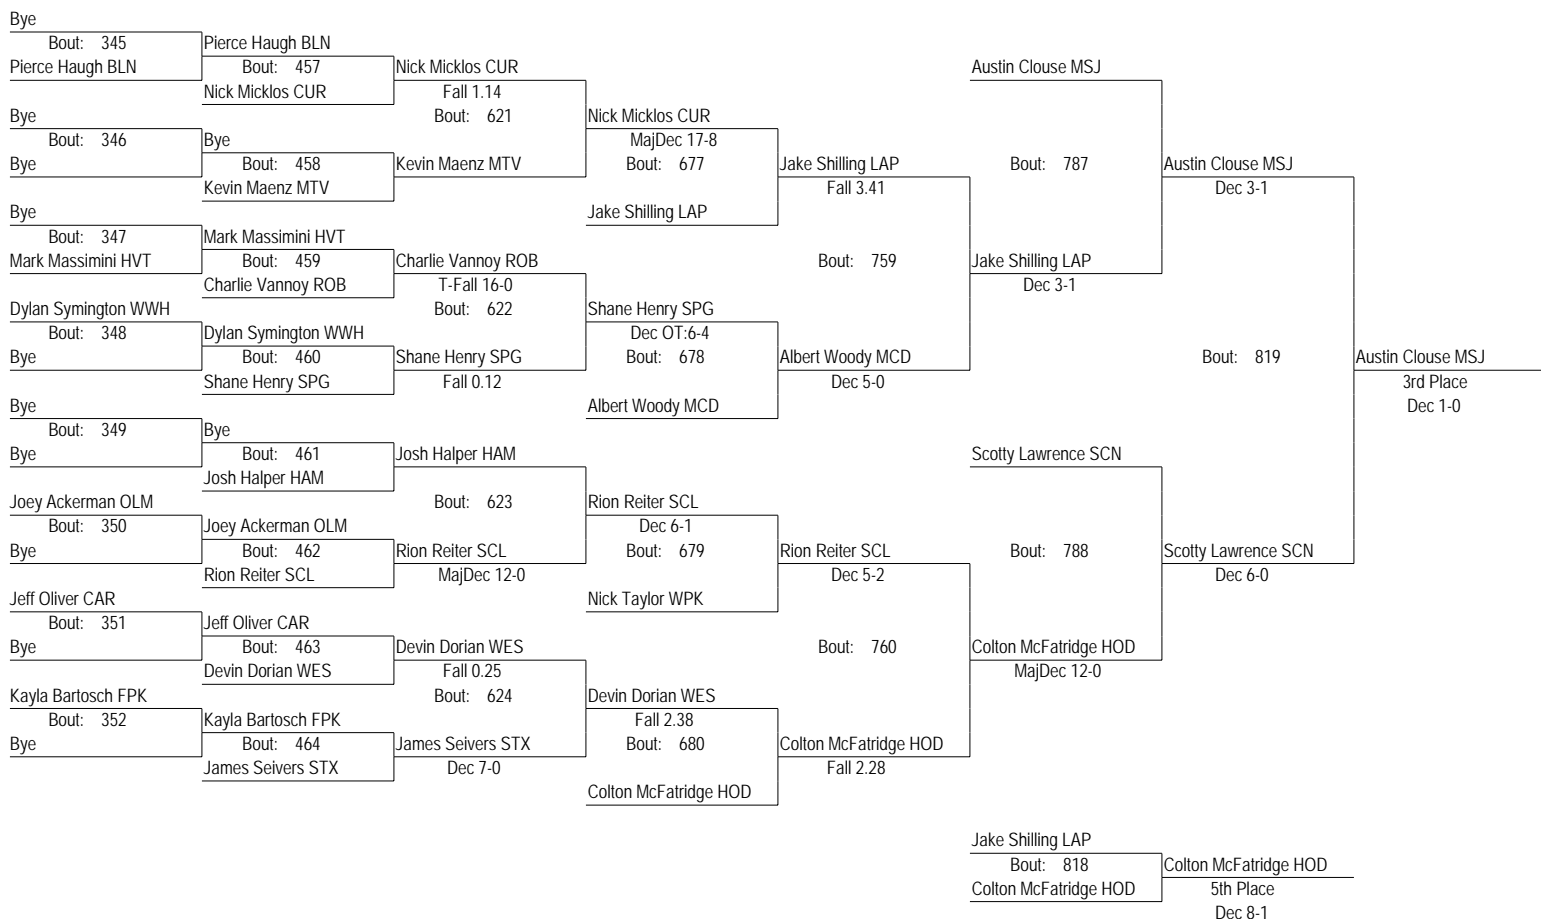 Bye
Bout: 345
Pierce Haugh BLN
Bye
Bout: 346
Bye
Bye
Bout: 347
Mark Massimini HVT
Dylan Symington WWH
Bout: 348
Bye
Bye
Bout: 349
Bye
Joey Ackerman OLM
Bout: 350
Bye
Jeff Oliver CAR
Bout: 351
Bye
Kayla Bartosch FPK
Bout: 352
Bye
Pierce Haugh BLN
Bout: 457
Nick Micklos CUR
Bye
Bout: 458
Kevin Maenz MTV
Mark Massimini HVT
Bout: 459
Charlie Vannoy ROB
Dylan Symington WWH
Bout: 460
Shane Henry SPG
Bye
Bout: 461
Josh Halper HAM
Joey Ackerman OLM
Bout: 462
Rion Reiter SCL
Jeff Oliver CAR
Bout: 463
Devin Dorian WES
Kayla Bartosch FPK
Bout: 464
James Seivers STX
Nick Micklos CUR
Fall 1.14
Bout: 621
Kevin Maenz MTV
Charlie Vannoy ROB
T-Fall 16-0
Bout: 622
Shane Henry SPG
Fall 0.12
Josh Halper HAM
Bout: 623
Rion Reiter SCL
MajDec 12-0
Devin Dorian WES
Fall 0.25
Bout: 624
James Seivers STX
Dec 7-0
Nick Micklos CUR
MajDec 17-8
Bout: 677
Jake Shilling LAP
Shane Henry SPG
Dec OT:6-4
Bout: 678
Albert Woody MCD
Rion Reiter SCL
Dec 6-1
Bout: 679
Nick Taylor WPK
Devin Dorian WES
Fall 2.38
Bout: 680
Colton McFatridge HOD
Jake Shilling LAP
Fall 3.41
Bout: 759
Albert Woody MCD
Dec 5-0
Rion Reiter SCL
Dec 5-2
Bout: 760
Colton McFatridge HOD
Fall 2.28
Austin Clouse MSJ
Bout: 787
Jake Shilling LAP
Dec 3-1
Scotty Lawrence SCN
Bout: 788
Colton McFatridge HOD
MajDec 12-0
Austin Clouse MSJ
Dec 3-1
Bout: 819
Scotty Lawrence SCN
Dec 6-0
Austin Clouse MSJ
3rd Place
Dec 1-0
Jake Shilling LAP
Bout: 818
Colton McFatridge HOD
Colton McFatridge HOD
5th Place
Dec 8-1